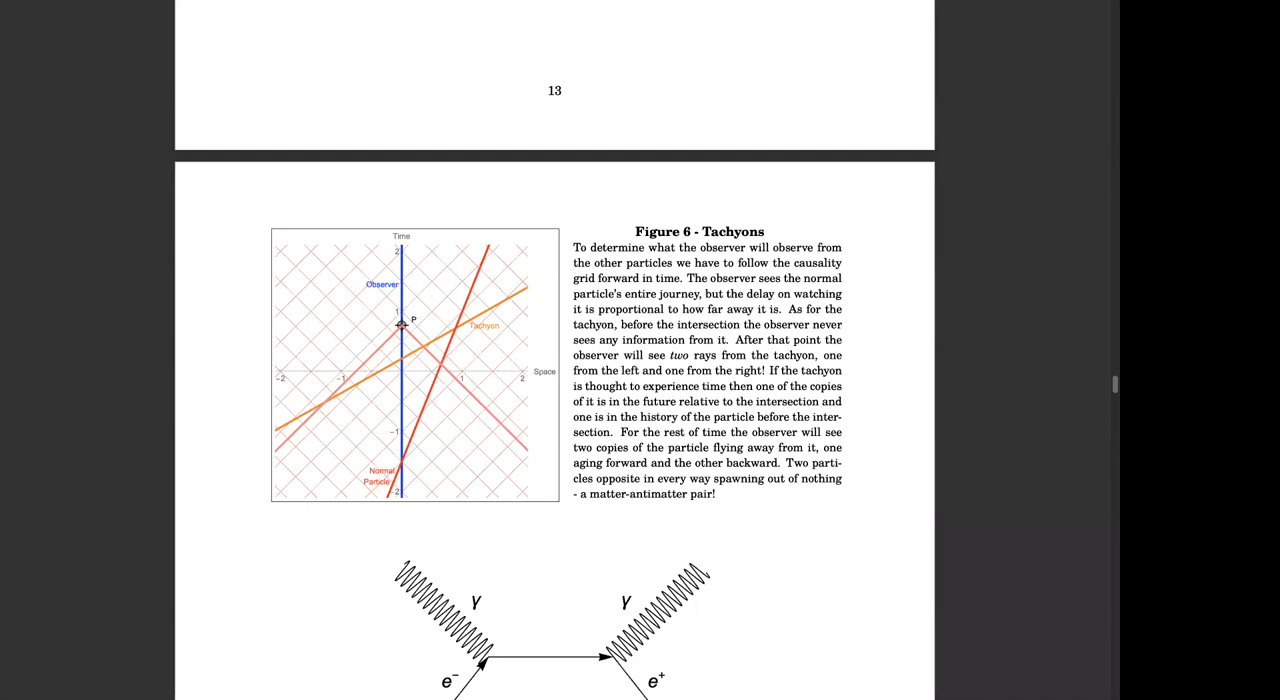 13
Time
2
Observer
1
P
Tachyon
-2
-1
1
2
Space
-1
Normal
Particle
-2
Figure 6 - Tachyons
To determine what the observer will observe from
the other particles we have to follow the causality
grid forward in time. The observer sees the normal
particle's entire journey, but the delay on watching
it is proportional to how far away it is. As for the
tachyon, before the intersection the observer never
sees any information from it. After that point the
observer will see two rays from the tachyon, one
from the left and one from the right! If the tachyon
is thought to experience time then one of the copies
of it is in the future relative to the intersection and
one is in the history of the particle before the inter-
section. For the rest of time the observer will see
two copies of the particle flying away from it, one
aging forward and the other backward. Two parti-
cles opposite in every way spawning out of nothing
- a matter-antimatter pair!
γ
γ
e⁻
e⁺